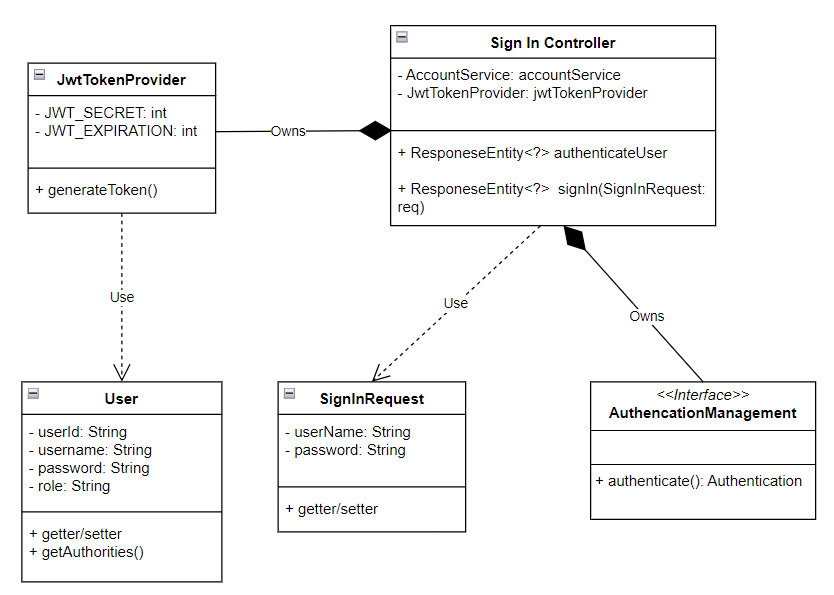 JwtTokenProvider
- JWT_SECRET: int
- JWT_EXPIRATION: int
+ generateToken()
Owns
Sign In Controller
- AccountService: accountService
- JwtTokenProvider: jwtTokenProvider
+ ResponeseEntity<?> authenticateUser
+ ResponeseEntity<?>  signIn(SignInRequest:
req)
Use
Use
Owns
User
- userId: String
- username: String
- password: String
- role: String
+ getter/setter
+ getAuthorities()
SignInRequest
- userName: String
- password: String
+ getter/setter
<<Interface>>
AuthencationManagement
+ authenticate(): Authentication